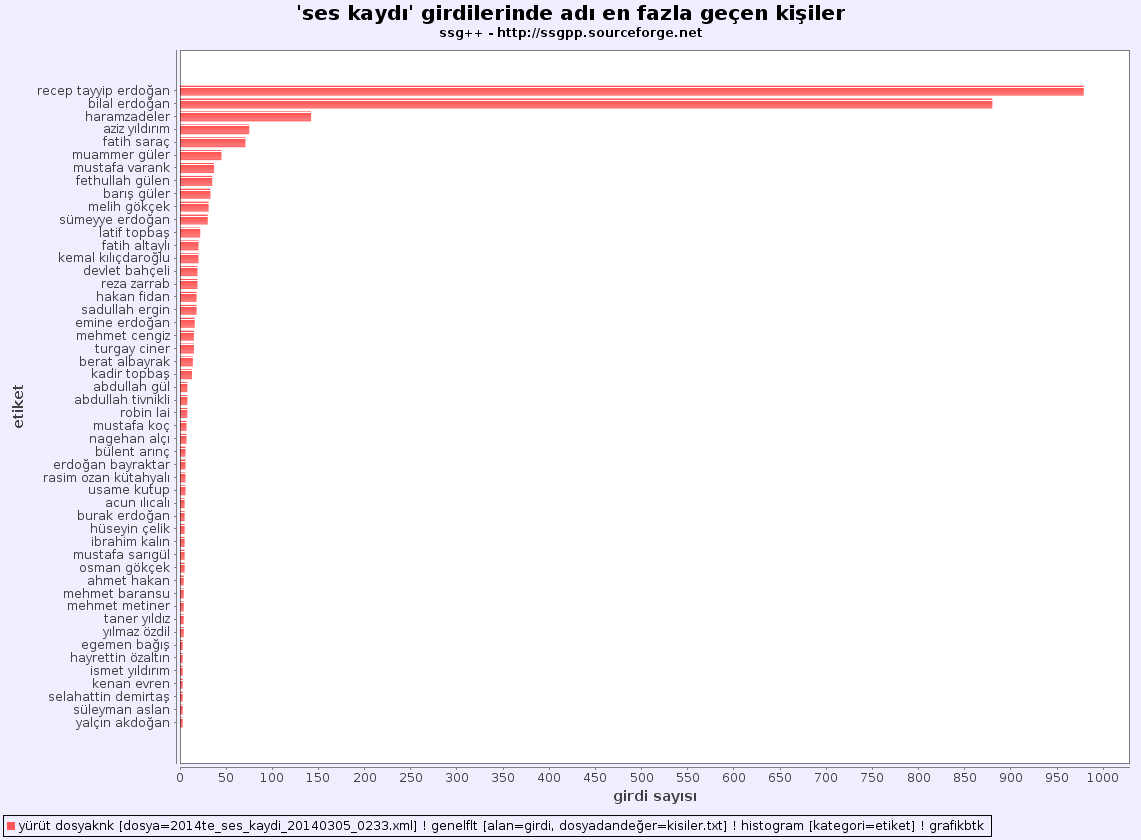 'ses kaydı' girdilerinde adı en fazla geçen kişiler
ssg++ - http://ssgpp.sourceforge.net
recep tayyip erdoğan
bilal erdoğan
haramzadeler
aziz yıldırım
fatih saraç
muammer güler
mustafa varank
fethullah gülen
barış güler
melih gökçek
sümeyye erdoğan
latif topbaş
fatih altaylı
kemal kılıçdaroğlu
devlet bahçeli
reza zarrab
hakan fidan
sadullah ergin
emine erdoğan
mehmet cengiz
turgay ciner
berat albayrak
kadir topbaş
abdullah gül
abdullah tivnikli
robin lai
mustafa koç
nagehan alçı
bülent arınç
erdoğan bayraktar
rasim ozan kütahyalı
usame kutup
acun ılıcalı
burak erdoğan
hüseyin çelik
ibrahim kalın
mustafa sarıgül
osman gökçek
ahmet hakan
mehmet baransu
mehmet metiner
taner yıldız
yılmaz özdil
egemen bağış
hayrettin özaltın
ismet yıldırım
kenan evren
selahattin demirtaş
süleyman aslan
yalçın akdoğan
etiket
0 50 100 150 200 250 300 350 400 450 500 550 600 650 700 750 800 850 900 950 1000
girdi sayısı
yürüt dosyaknk [dosya=2014te_ses_kaydi_20140305_0233.xml] ! genelflt [alan=girdi, dosyadandeğer=kisiler.txt] ! histogram [kategori=etiket] ! grafikbtk